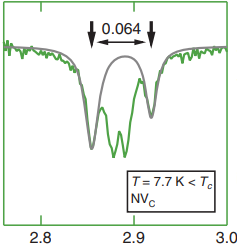 0.064
T = 7.7 K < Tc
NVC
2.8 2.9 3.0